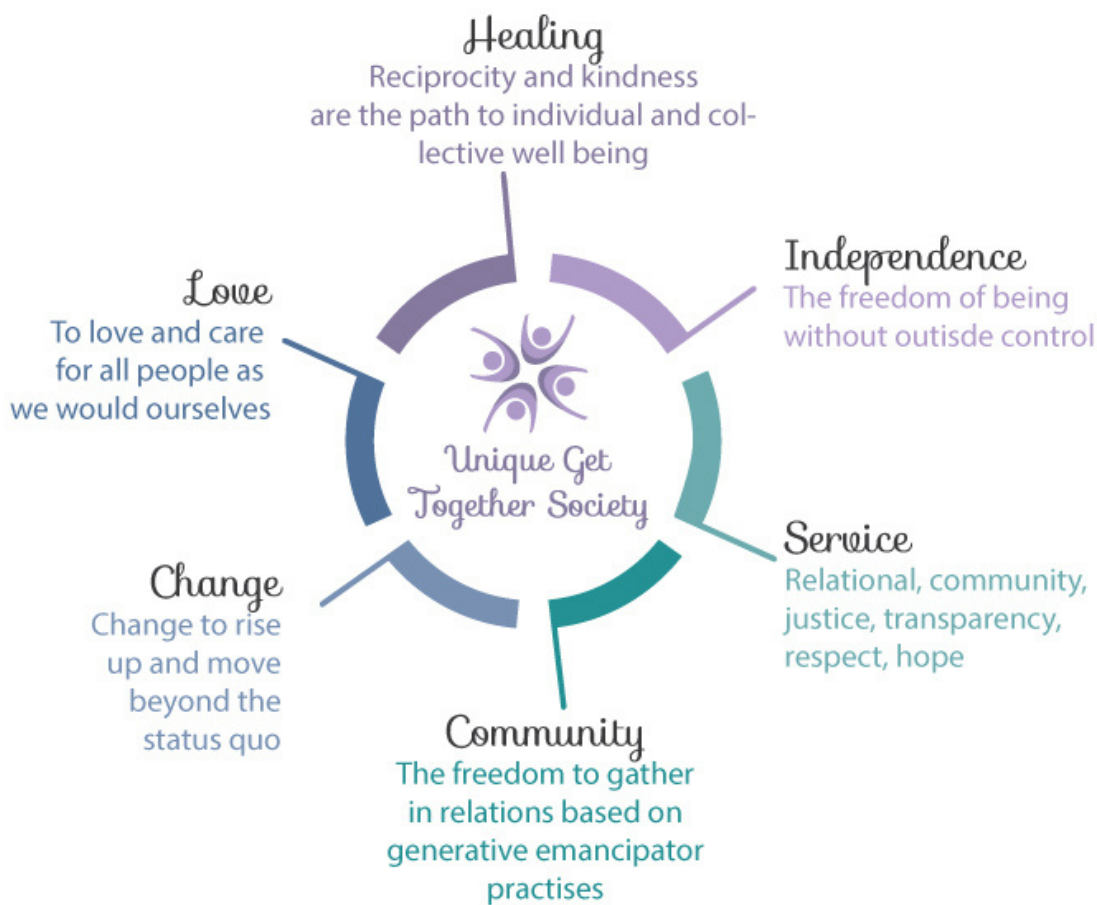 Healing
Reciprocity and kindness
are the path to individual and col-
lective well being
Independence
The freedom of being
without outisde control
Love
To love and care
for all people as
we would ourselves
Unique Get
Together Society
Service
Relational, community,
justice, transparency,
respect, hope
Change
Change to rise
up and move
beyond the
status quo
Community
The freedom to gather
in relations based on
generative emancipator
practises